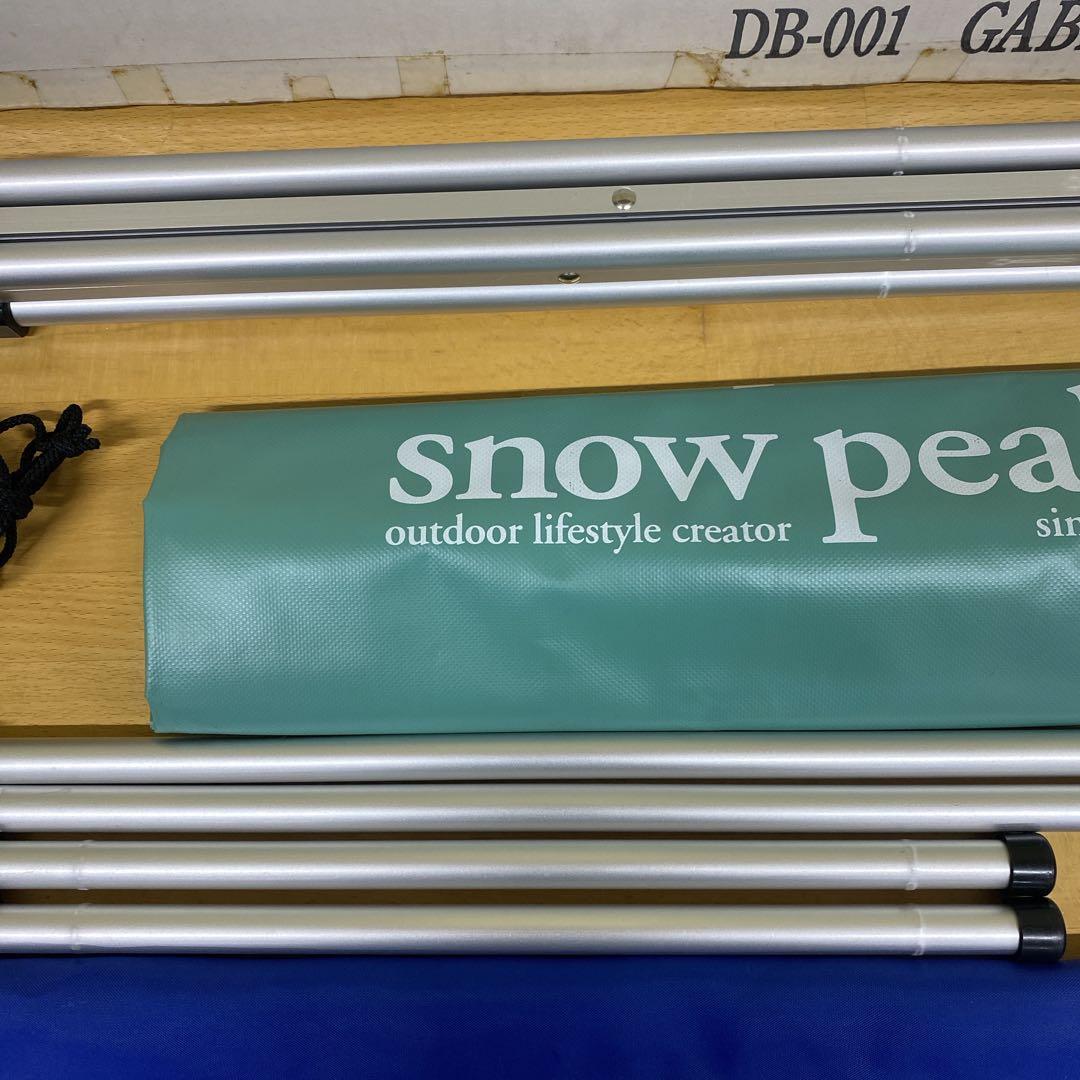 DB-001 GAB
snow pea
outdoor lifestyle creator
sin